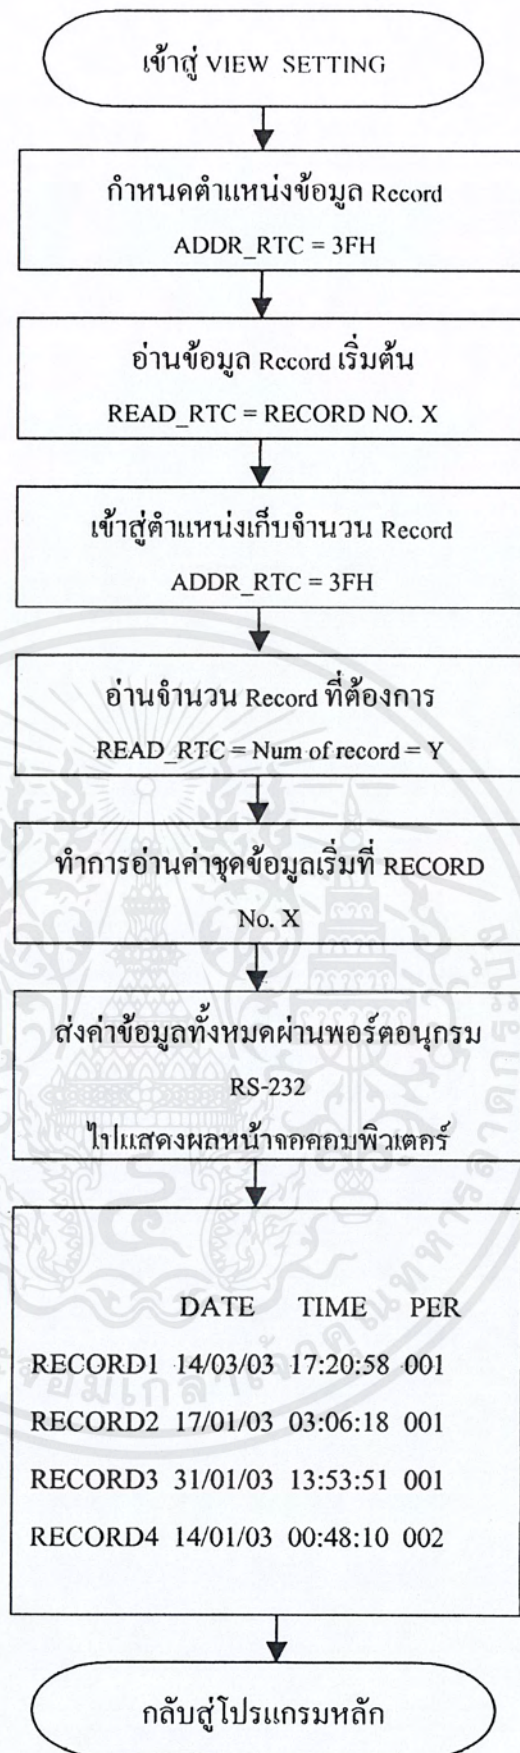 เข้าสู่ VIEW SETTING
กำหนดตำแหน่งข้อมูล Record
ADDR_RTC = 3FH
อ่านข้อมูล Record เริ่มต้น
READ_RTC = RECORD NO. X
เข้าสู่ตำแหน่งเก็บจำนวน Record
ADDR_RTC = 3FH
อ่านจำนวน Record ที่ต้องการ
READ_RTC = Num of record = Y
ทำการอ่านค่าชุดข้อมูลเริ่มที่ RECORD
No. X
ส่งค่าข้อมูลทั้งหมดผ่านพอร์ตอนุกรม
RS-232
ไปแสดงผลหน้าจอคอมพิวเตอร์
DATE TIME PER
RECORD1 14/03/03 17:20:58 001
RECORD2 17/01/03 03:06:18 001
RECORD3 31/01/03 13:53:51 001
RECORD4 14/01/03 00:48:10 002
กลับสู่โปรแกรมหลัก